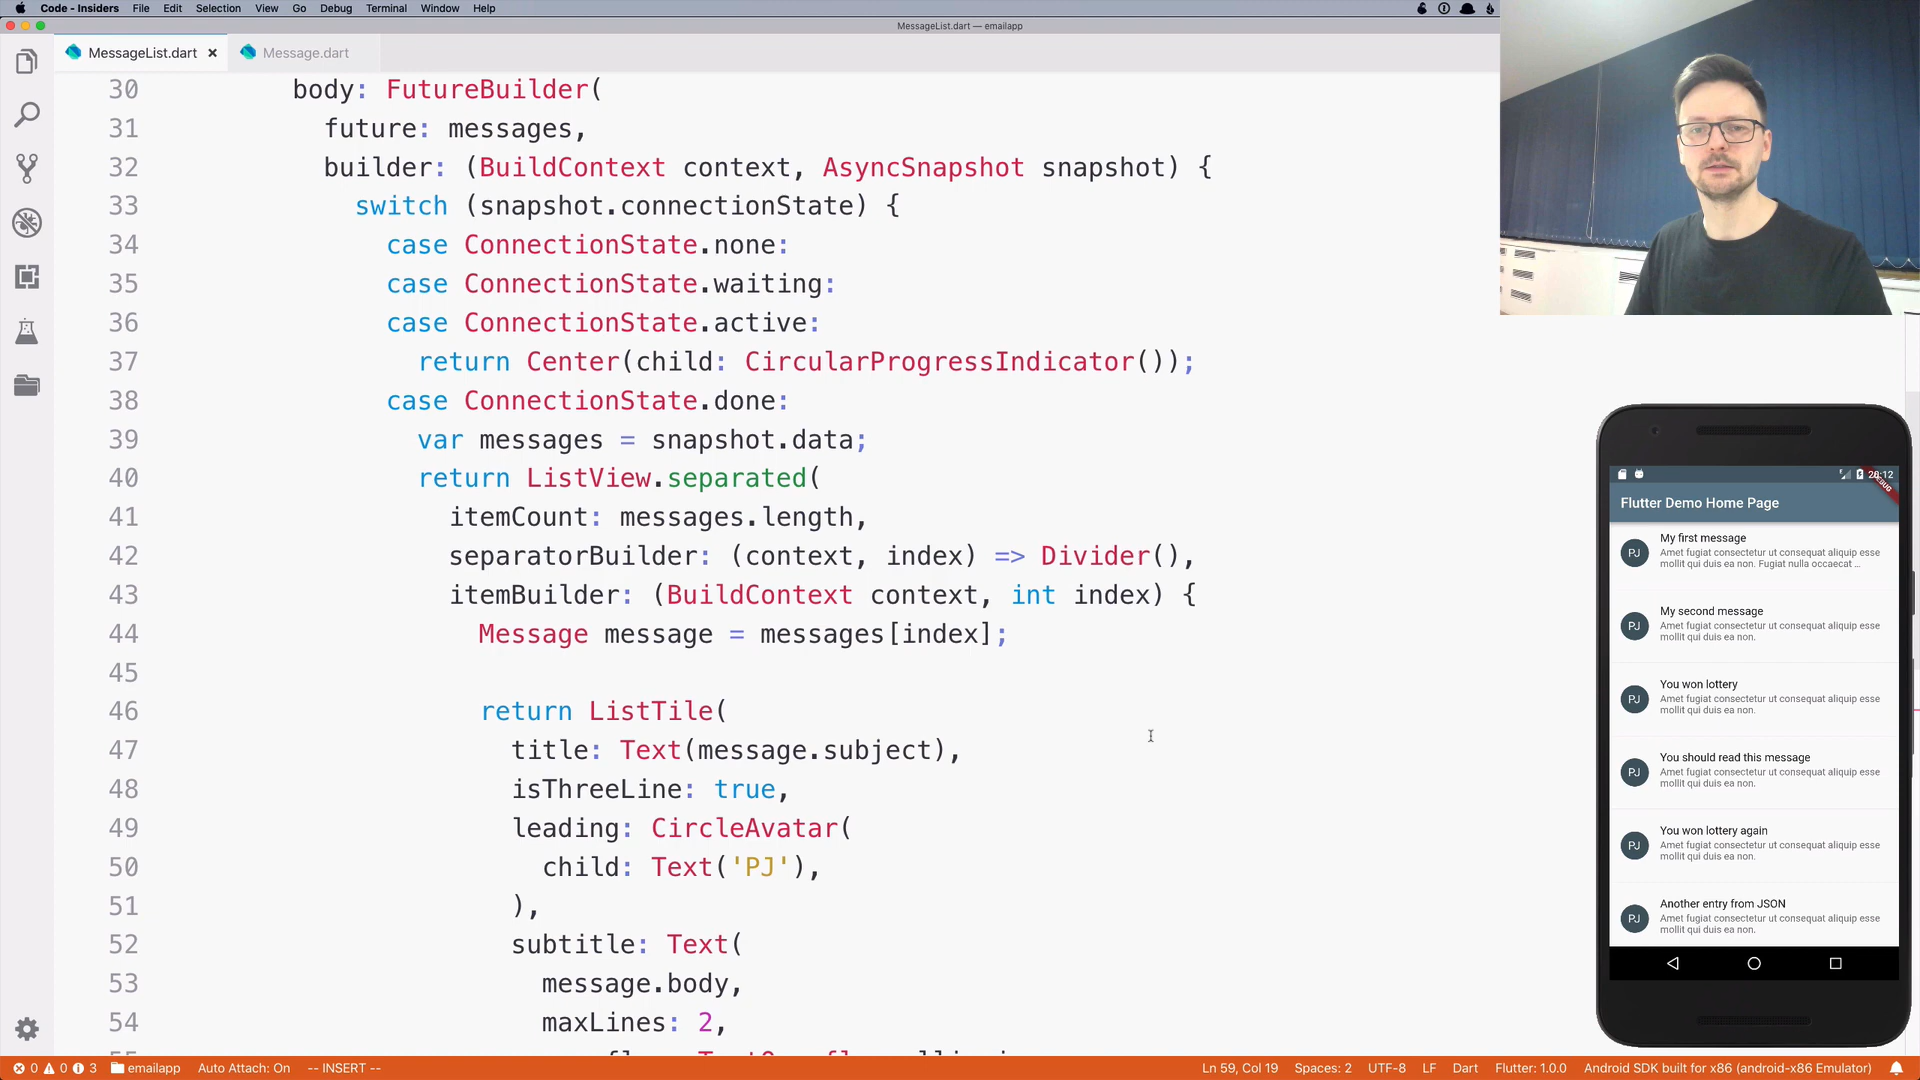 Code - Insiders File Edit Selection View Go Debug Terminal Window Help
MessageList.dart — emailapp
MessageList.dart
Message.dart
30 body: FutureBuilder(
31 future: messages,
32 builder: (BuildContext context, AsyncSnapshot snapshot) {
33 switch (snapshot.connectionState) {
34 case ConnectionState.none:
35 case ConnectionState.waiting:
36 case ConnectionState.active:
37 return Center(child: CircularProgressIndicator());
38 case ConnectionState.done:
39 var messages = snapshot.data;
40 return ListView.separated(
41 itemCount: messages.length,
42 separatorBuilder: (context, index) => Divider(),
43 itemBuilder: (BuildContext context, int index) {
44 Message message = messages[index];
45
46 return ListTile(
47 title: Text(message.subject),
48 isThreeLine: true,
49 leading: CircleAvatar(
50 child: Text('PJ'),
51 ),
52 subtitle: Text(
53 message.body,
54 maxLines: 2,
20:12
DEBUG
Flutter Demo Home Page
PJ
My first message
Amet fugiat consectetur ut consequat aliquip esse
mollit qui duis ea non. Fugiat nulla occaecat ...
PJ
My second message
Amet fugiat consectetur ut consequat aliquip esse
mollit qui duis ea non.
PJ
You won lottery
Amet fugiat consectetur ut consequat aliquip esse
mollit qui duis ea non.
PJ
You should read this message
Amet fugiat consectetur ut consequat aliquip esse
mollit qui duis ea non.
PJ
You won lottery again
Amet fugiat consectetur ut consequat aliquip esse
mollit qui duis ea non.
PJ
Another entry from JSON
Amet fugiat consectetur ut consequat aliquip esse
mollit qui duis ea non.
0 0 3 emailapp Auto Attach: On -- INSERT -- Ln 59, Col 19 Spaces: 2 UTF-8 LF Dart Flutter: 1.0.0 Android SDK built for x86 (android-x86 Emulator)